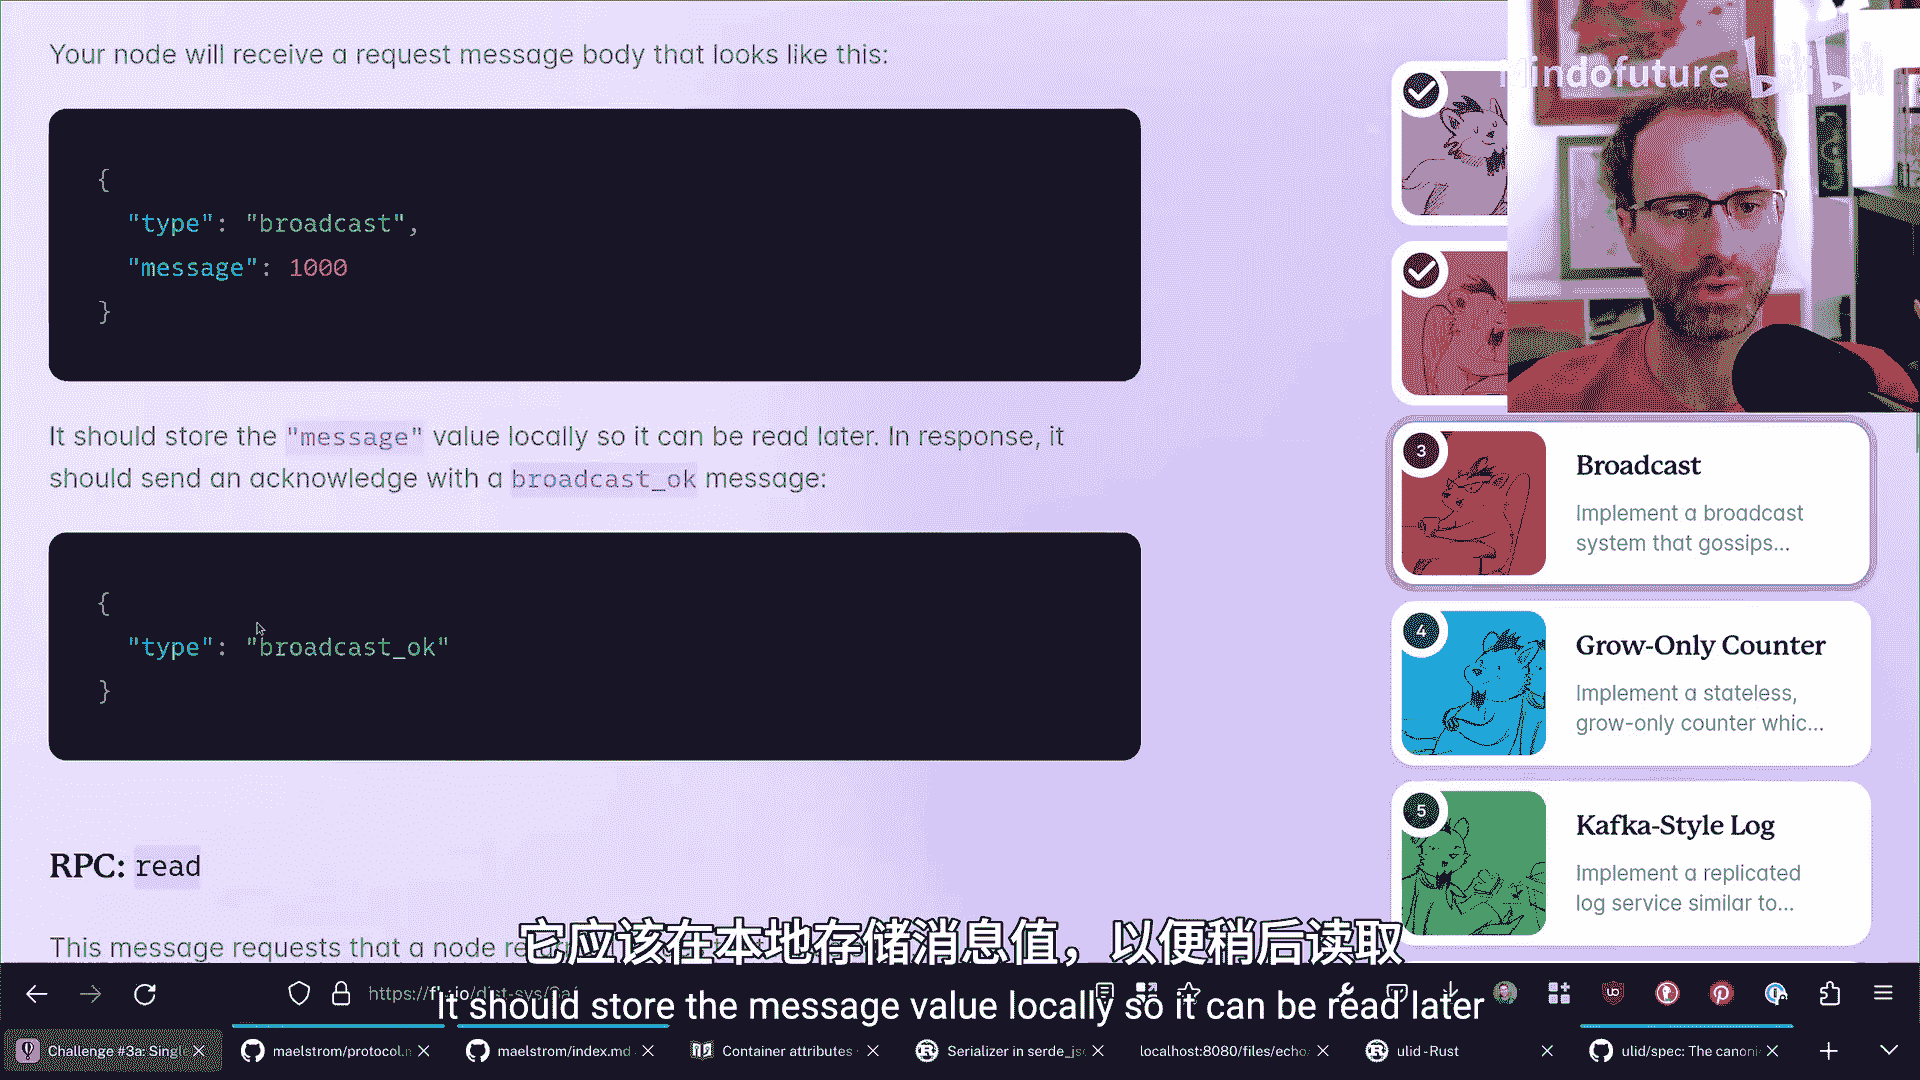 Your node will receive a request message body that looks like this:
{
"type": "broadcast",
"message": 1000
}
It should store the "message" value locally so it can be read later. In response, it
should send an acknowledge with a broadcast_ok message:
{
"type": "broadcast_ok"
}
RPC: read
This message requests that a node
Mindofuture bilibili
3
Broadcast
Implement a broadcast
system that gossips...
4
Grow-Only Counter
Implement a stateless,
grow-only counter whic...
5
Kafka-Style Log
Implement a replicated
log service similar to...
它应该在本地存储消息值，以便稍后读取
It should store the message value locally so it can be read later
Challenge #3a: Single
maelstrom/protocol.m
maelstrom/index.md
Container attributes
Serializer in serde_js
localhost:8080/files/echo
ulid - Rust
ulid/spec: The canoni